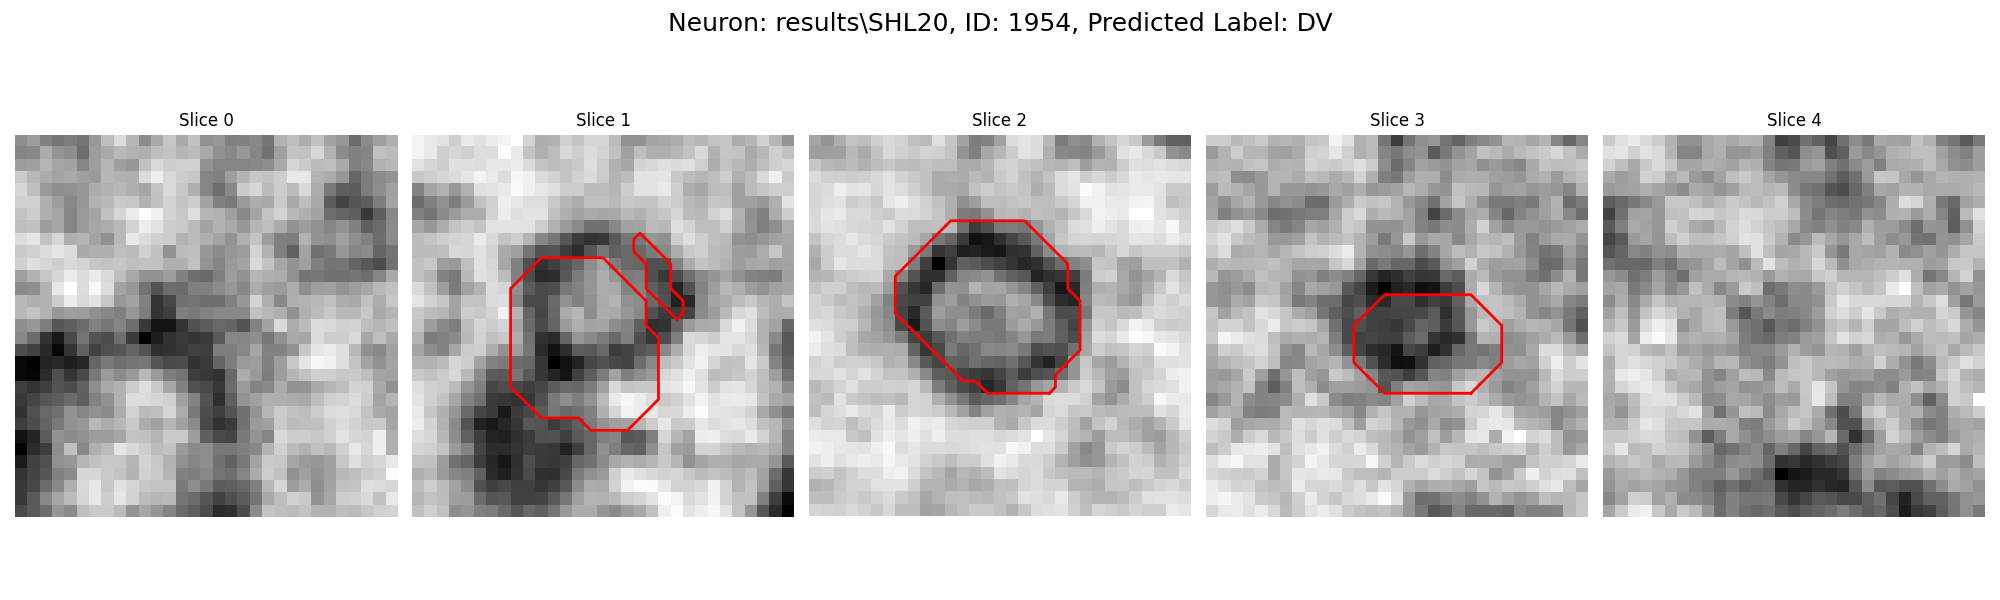 Neuron: results\SHL20, ID: 1954, Predicted Label: DV
Slice 0
Slice 1
Slice 2
Slice 3
Slice 4